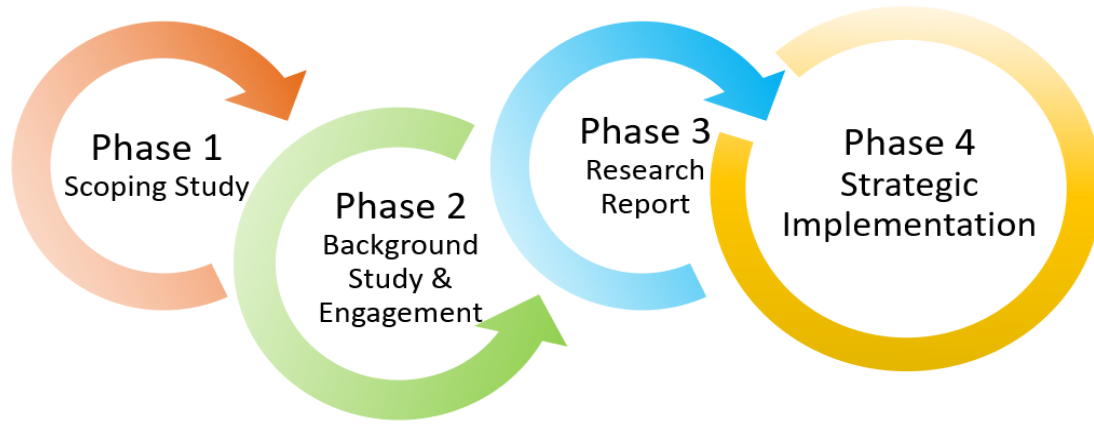 Phase 1
Scoping Study
Phase 2
Background
Study &
Engagement
Phase 3
Research
Report
Phase 4
Strategic
Implementation